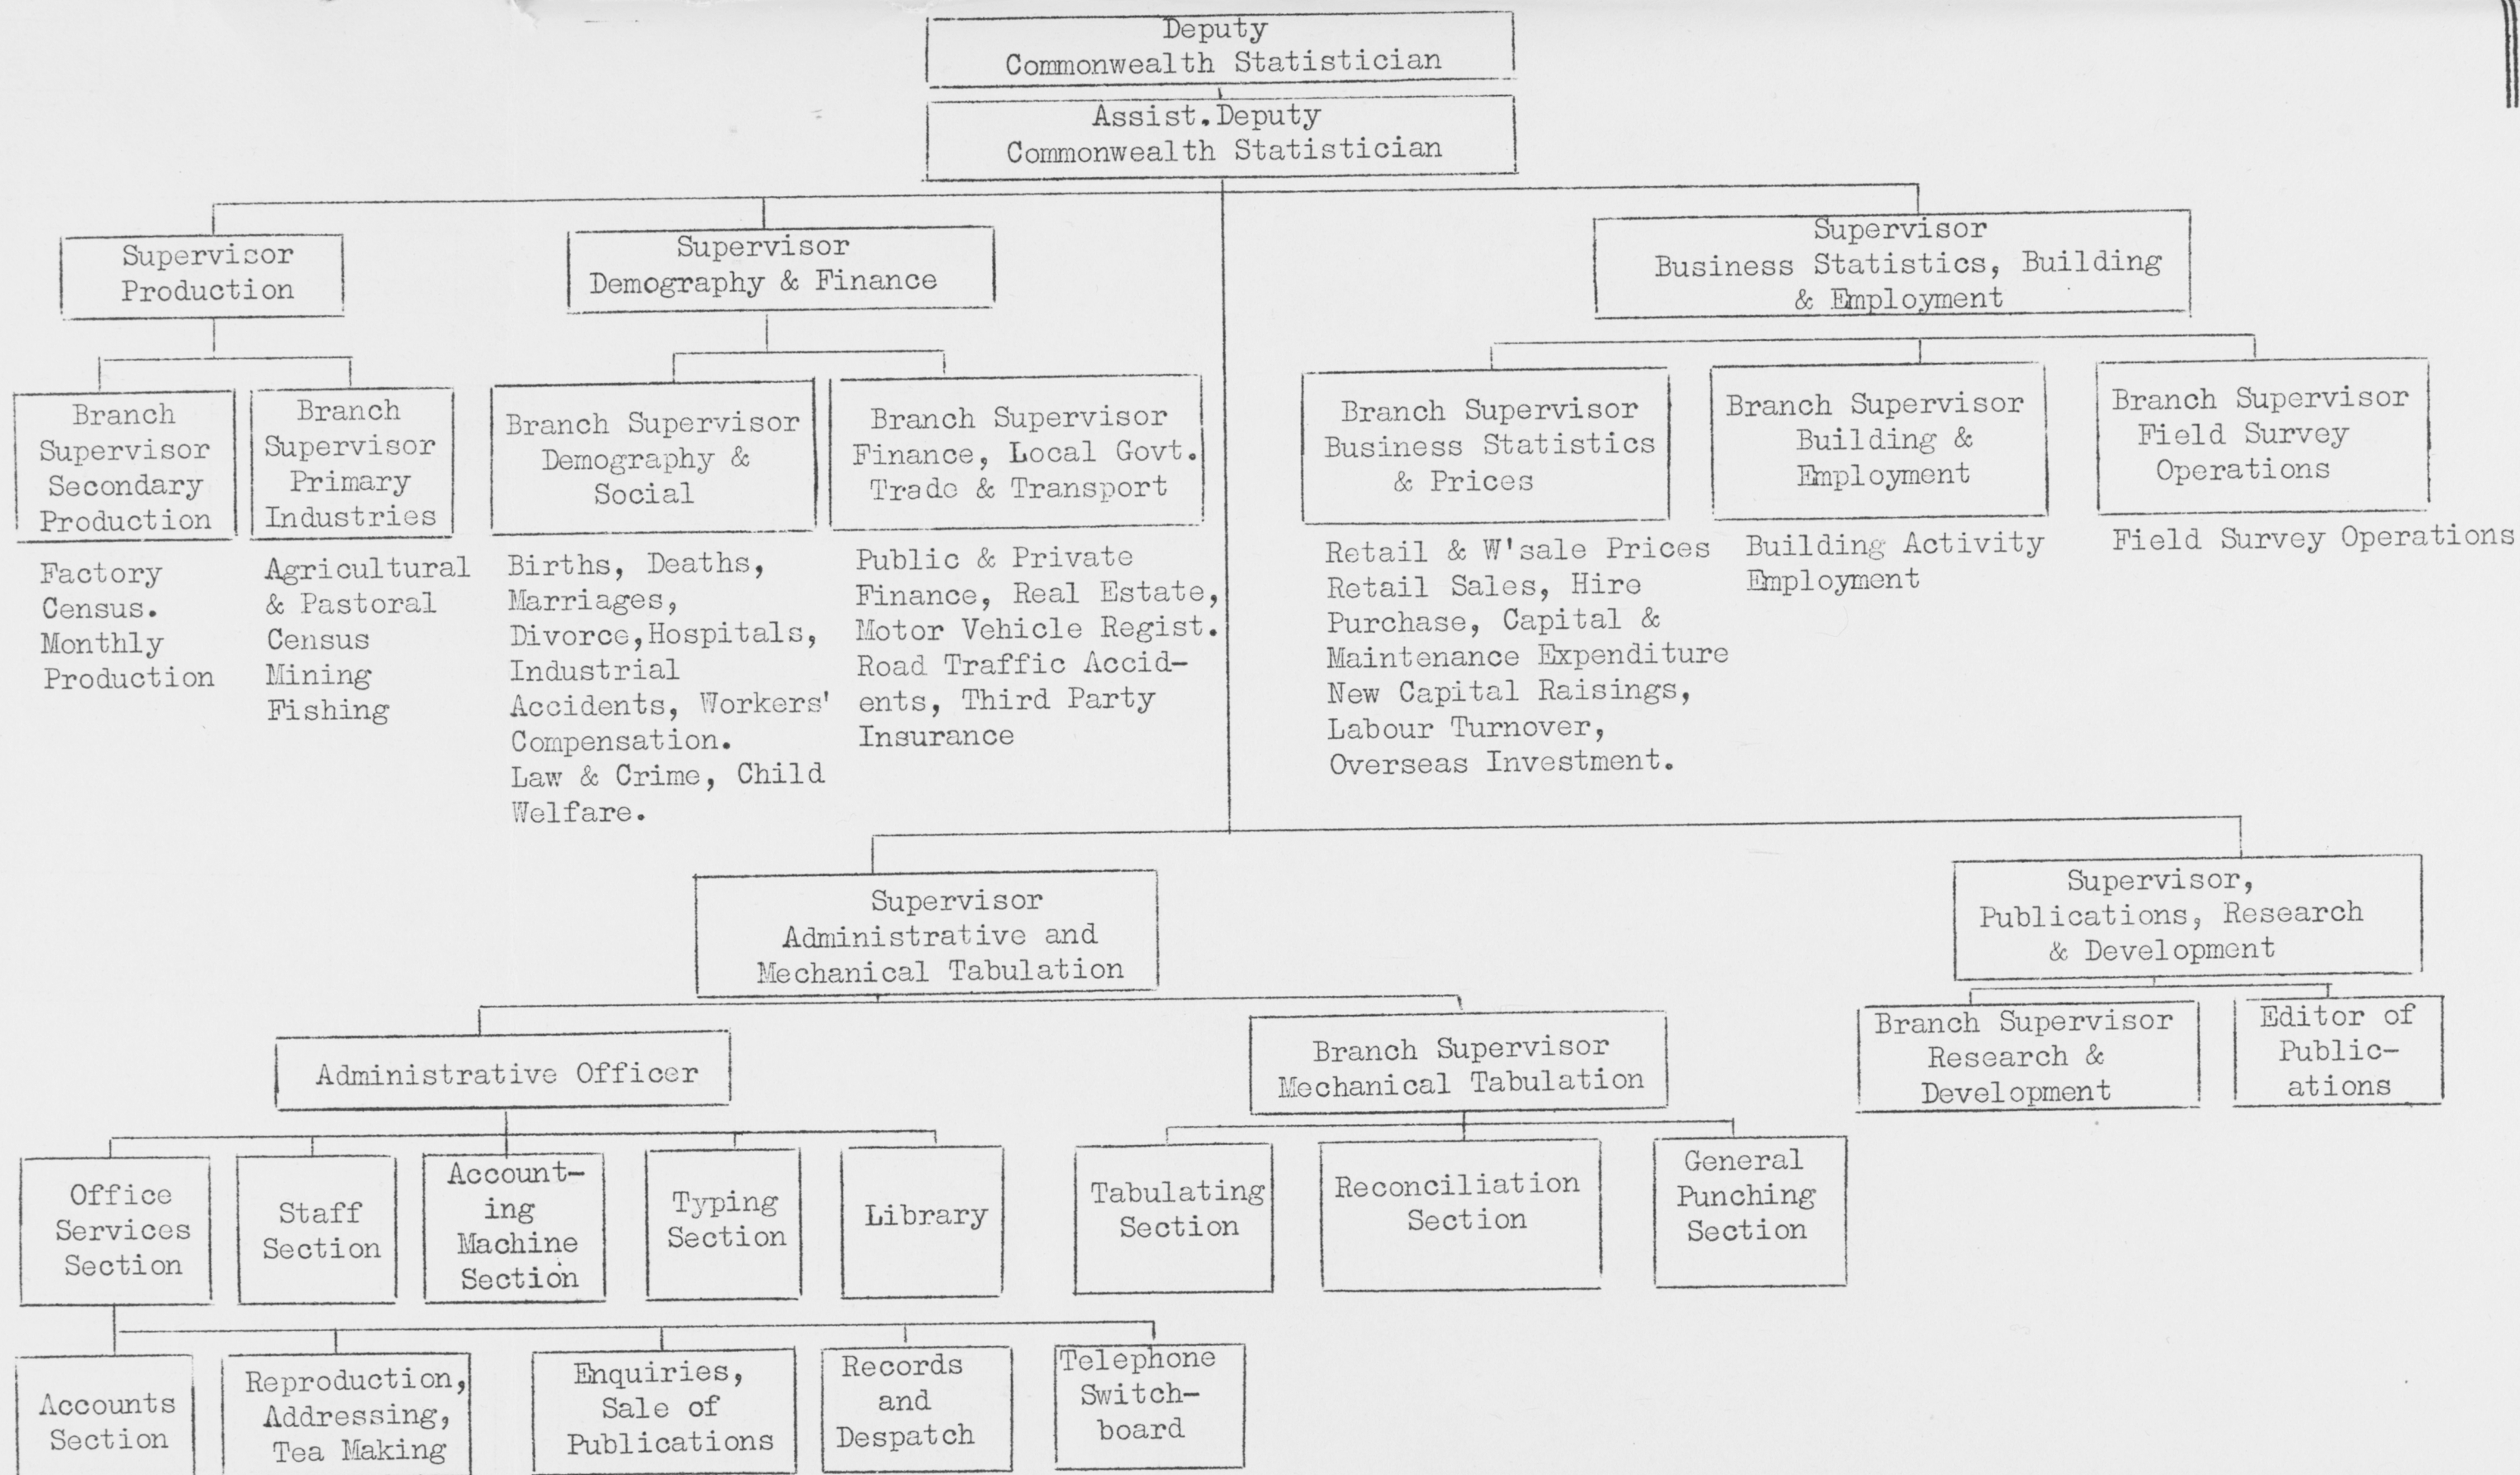 Deputy
Commonwealth Statistician
Assist.Deputy
Commonwealth Statistician
Supervisor
Production
Supervisor
Demography & Finance
Supervisor
Business Statistics, Building
& Employment
Branch
Supervisor
Secondary
Production
Branch
Supervisor
Primary
Industries
Branch Supervisor
Demography &
Social
Branch Supervisor
Finance, Local Govt.
Trade & Transport
Branch Supervisor
Business Statistics
& Prices
Branch Supervisor
Building &
Employment
Branch Supervisor
Field Survey
Operations
Factory
Census.
Monthly
Production
Agricultural
& Pastoral
Census
Mining
Fishing
Births, Deaths,
Marriages,
Divorce,Hospitals,
Industrial
Accidents, Workers'
Compensation.
Law & Crime, Child
Welfare.
Public & Private
Finance, Real Estate,
Motor Vehicle Regist.
Road Traffic Accid-
ents, Third Party
Insurance
Retail & W'sale Prices
Retail Sales, Hire
Purchase, Capital &
Maintenance Expenditure
New Capital Raisings,
Labour Turnover,
Overseas Investment.
Building Activity
Employment
Field Survey Operations
Supervisor
Administrative and
Mechanical Tabulation
Supervisor,
Publications, Research
& Development
Administrative Officer
Branch Supervisor
Mechanical Tabulation
Branch Supervisor
Research &
Development
Editor of
Public-
ations
Office
Services
Section
Staff
Section
Account-
ing
Machine
Section
Typing
Section
Library
Tabulating
Section
Reconciliation
Section
General
Punching
Section
Accounts
Section
Reproduction,
Addressing,
Tea Making
Enquiries,
Sale of
Publications
Records
and
Despatch
Telephone
Switch-
board